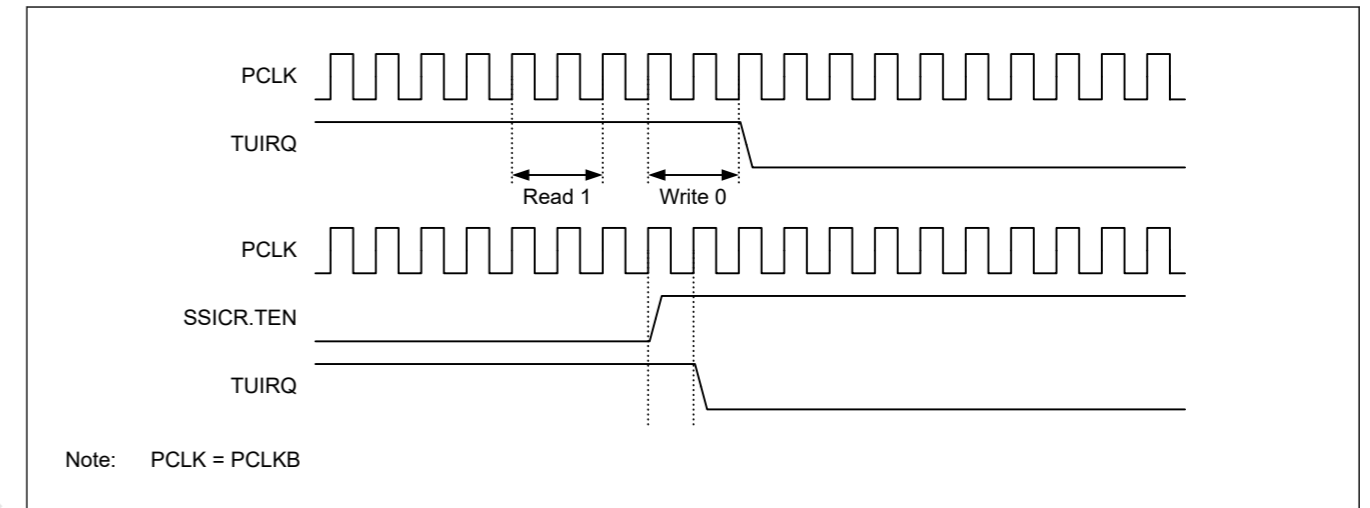 PCLK
TUIRQ
Read 1 Write 0
PCLK
SSICR.TEN
TUIRQ
Note: PCLK = PCLKB